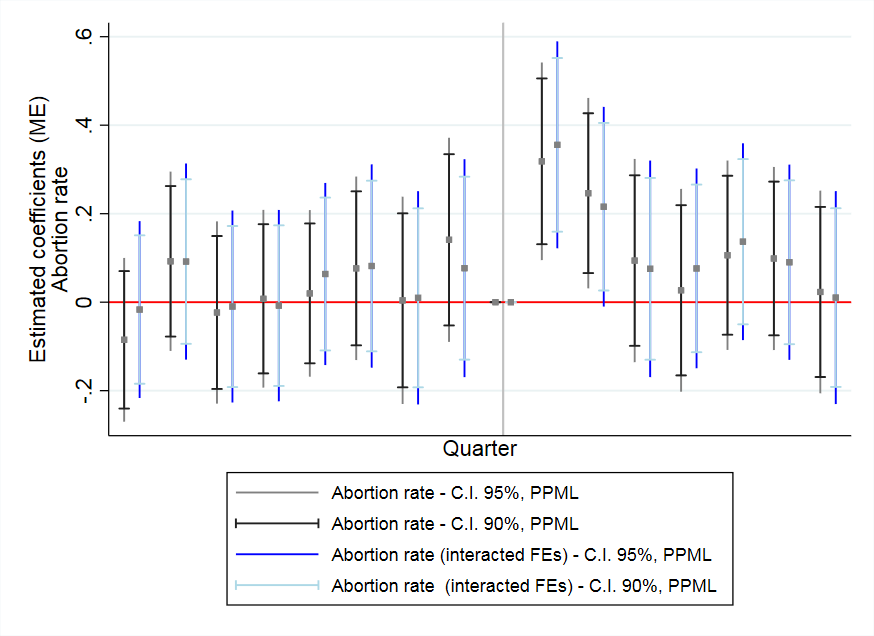 Estimated coefficients (ME)
Abortion rate
.6
.4
.2
0
-.2
Quarter
Abortion rate - C.I. 95%, PPML
Abortion rate - C.I. 90%, PPML
Abortion rate (interacted FEs) - C.I. 95%, PPML
Abortion rate (interacted FEs) - C.I. 90%, PPML